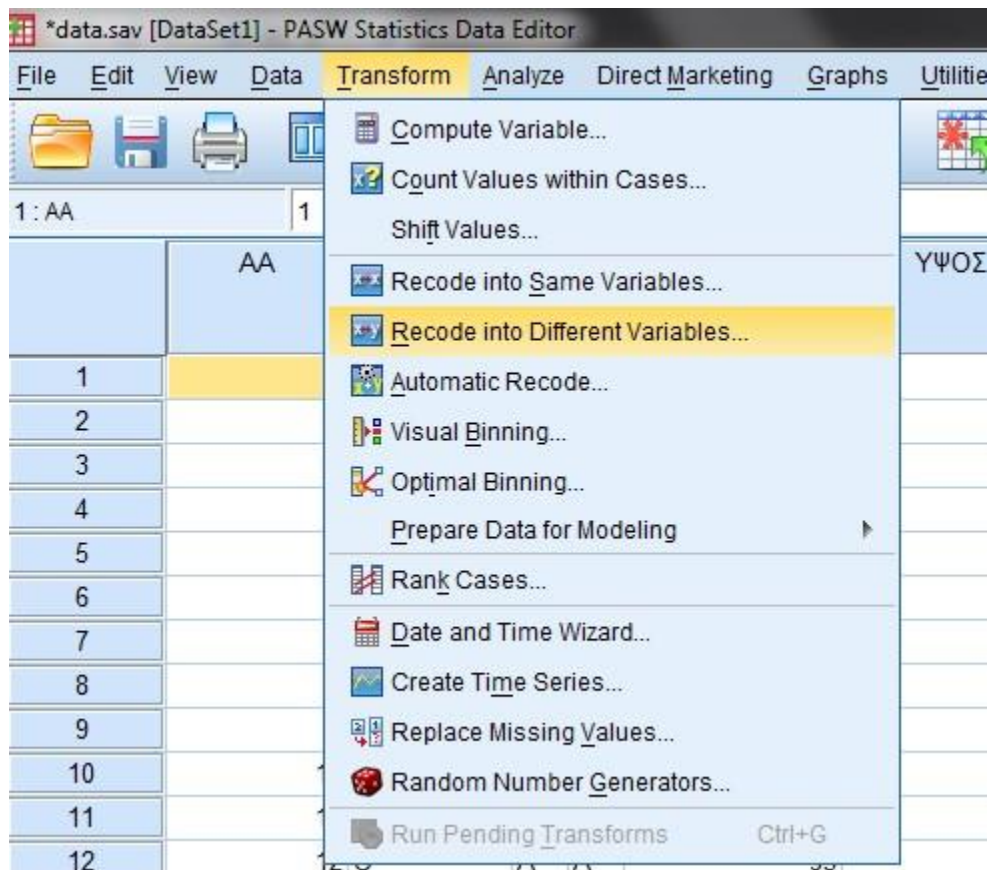 *data.sav [DataSet1] - PASW Statistics Data Editor
File Edit View Data Transform Analyze Direct Marketing Graphs
1 : AA 1
AA ΥΨΟΣ
Compute Variable...
Count Values within Cases...
Shift Values...
Recode into Same Variables...
Recode into Different Variables...
Automatic Recode...
Visual Binning...
Optimal Binning...
Prepare Data for Modeling
Rank Cases...
Date and Time Wizard...
Create Time Series...
Replace Missing Values...
Random Number Generators...
Run Pending Transforms Ctrl+G
1
2
3
4
5
6
7
8
9
10
11
12